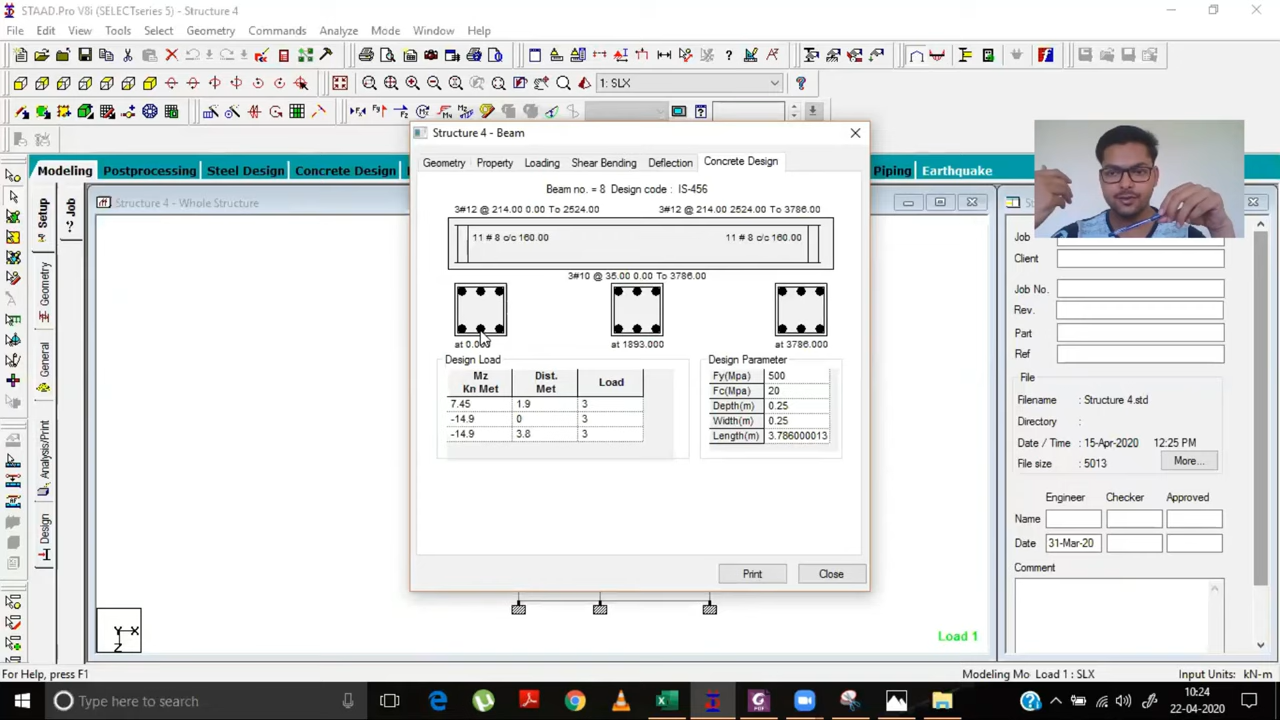 STAAD.Pro V8i (SELECTseries 5) - Structure 4
File Edit View Tools Select Geometry Commands Analyze Mode Window Help
1: SLX
Modeling Postprocessing Steel Design Concrete Design Piping Earthquake
Structure 4 - Whole Structure
Setup
Job
Geometry
General
Analysis/Print
Design
Structure 4 - Beam
Geometry Property Loading Shear Bending Deflection Concrete Design
Beam no. = 8 Design code : IS-456
3#12 @ 214.00 0.00 To 2524.00 3#12 @ 214.00 2524.00 To 3786.00
11 # 8 c/c 160.00 11 # 8 c/c 160.00
3#10 @ 35.00 0.00 To 3786.00
at 1893.000 at 3786.000
Design Load
Mz Dist. Load
Kn Met Met
7.45 1.9 3
-14.9 0 3
-14.9 3.8 3
Design Parameter
Fy(Mpa) 500
Fc(Mpa) 20
Depth(m) 0.25
Width(m) 0.25
Length(m) 3.786000013
Print Close
Y X
Z
Load 1
Job
Client
Job No.
Rev.
Part
Ref
File
Filename : Structure 4.std
Directory :
Date / Time : 15-Apr-2020 12:25 PM
File size : 5013 More...
Engineer Checker Approved
Name
Date 31-Mar-20
Comment
For Help, press F1 Modeling Mo Load 1 : SLX Input Units: kN-m
Type here to search
10:24
22-04-2020